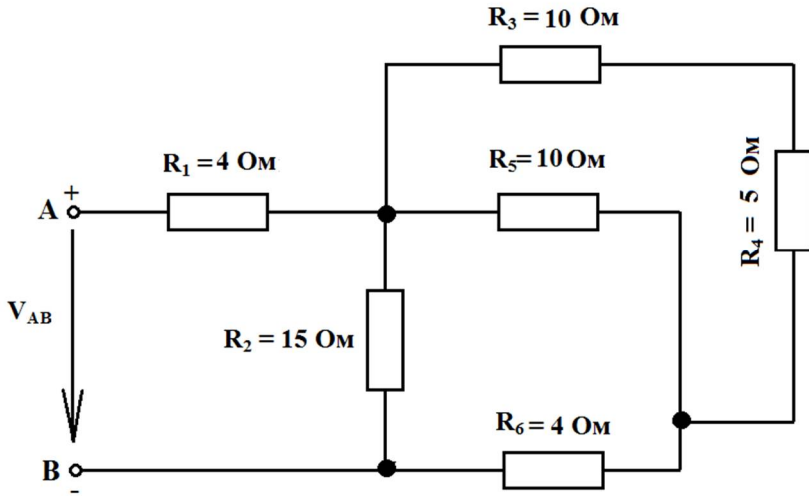 R₃ = 10 Ом
R₁ = 4 Ом
R₅ = 10 Ом
R₄ = 5 Ом
A
+
V_AB
R₂ = 15 Ом
R₆ = 4 Ом
B
-